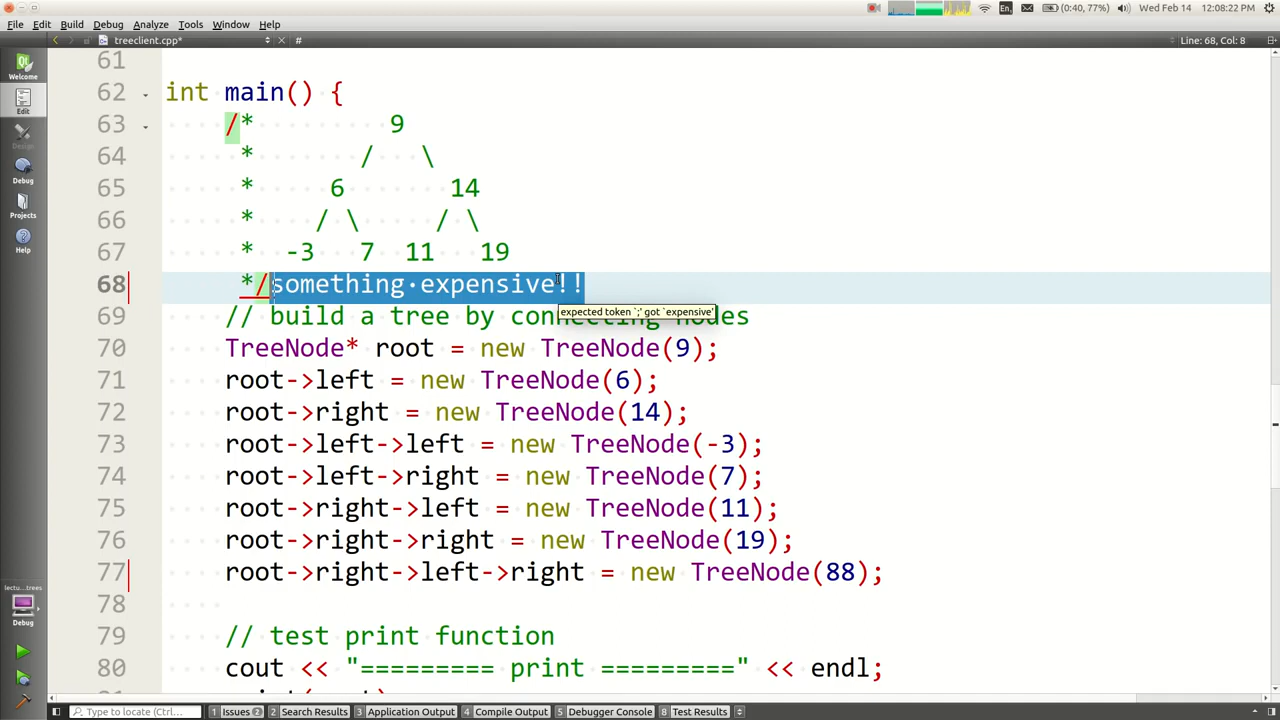 (0:40, 77%)
Wed Feb 14
12:08:22 PM
En
File Edit Build Debug Analyze Tools Window Help
treeclient.cpp*
#
Line: 68, Col: 8
Welcome
Edit
Design
Debug
Projects
Help
lectu...trees
Debug
61
62 int main() {
63 /* 9
64 * / \
65 * 6 14
66 * / \ / \
67 * -3 7 11 19
68 */something·expensive!!
expected token `;' got `expensive'
69 // build a tree by connecting nodes
70 TreeNode* root = new TreeNode(9);
71 root->left = new TreeNode(6);
72 root->right = new TreeNode(14);
73 root->left->left = new TreeNode(-3);
74 root->left->right = new TreeNode(7);
75 root->right->left = new TreeNode(11);
76 root->right->right = new TreeNode(19);
77 root->right->left->right = new TreeNode(88);
78
79 // test print function
80 cout << "========= print =========" << endl;
Type to locate (Ctrl-...
1 Issues 2
2 Search Results
3 Application Output
4 Compile Output
5 Debugger Console
8 Test Results